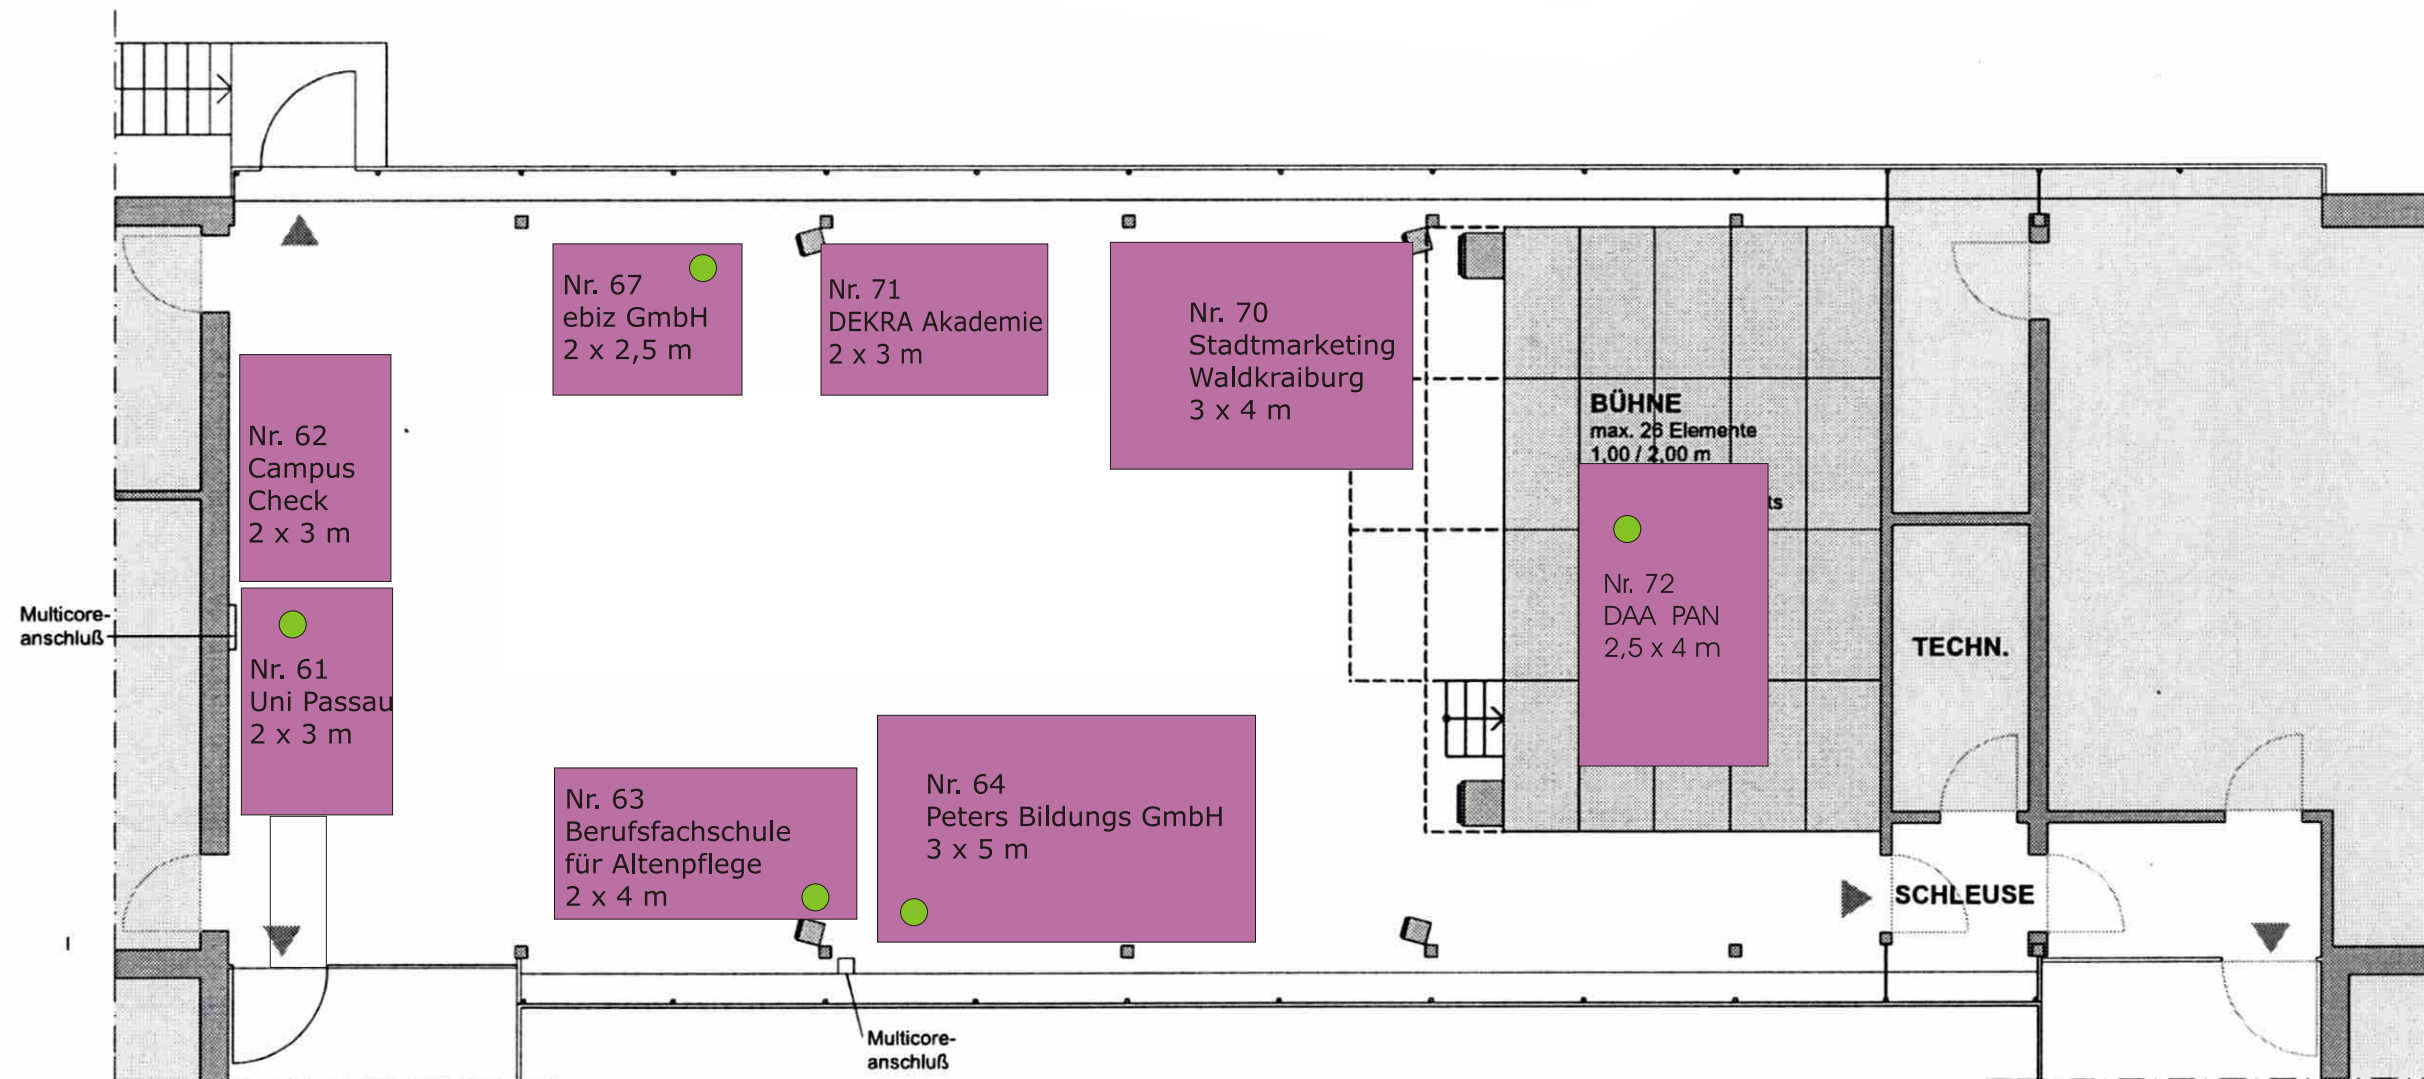 Nr. 67
ebiz GmbH
2 x 2,5 m
Nr. 71
DEKRA Akademie
2 x 3 m
Nr. 70
Stadtmarketing
Waldkraiburg
3 x 4 m
BÜHNE
max. 26 Elemente
1,00 / 2,00 m
ts
Nr. 62
Campus
Check
2 x 3 m
Multicore-
anschluß
Nr. 61
Uni Passau
2 x 3 m
Nr. 72
DAA PAN
2,5 x 4 m
TECHN.
Nr. 63
Berufsfachschule
für Altenpflege
2 x 4 m
Nr. 64
Peters Bildungs GmbH
3 x 5 m
SCHLEUSE
Multicore-
anschluß